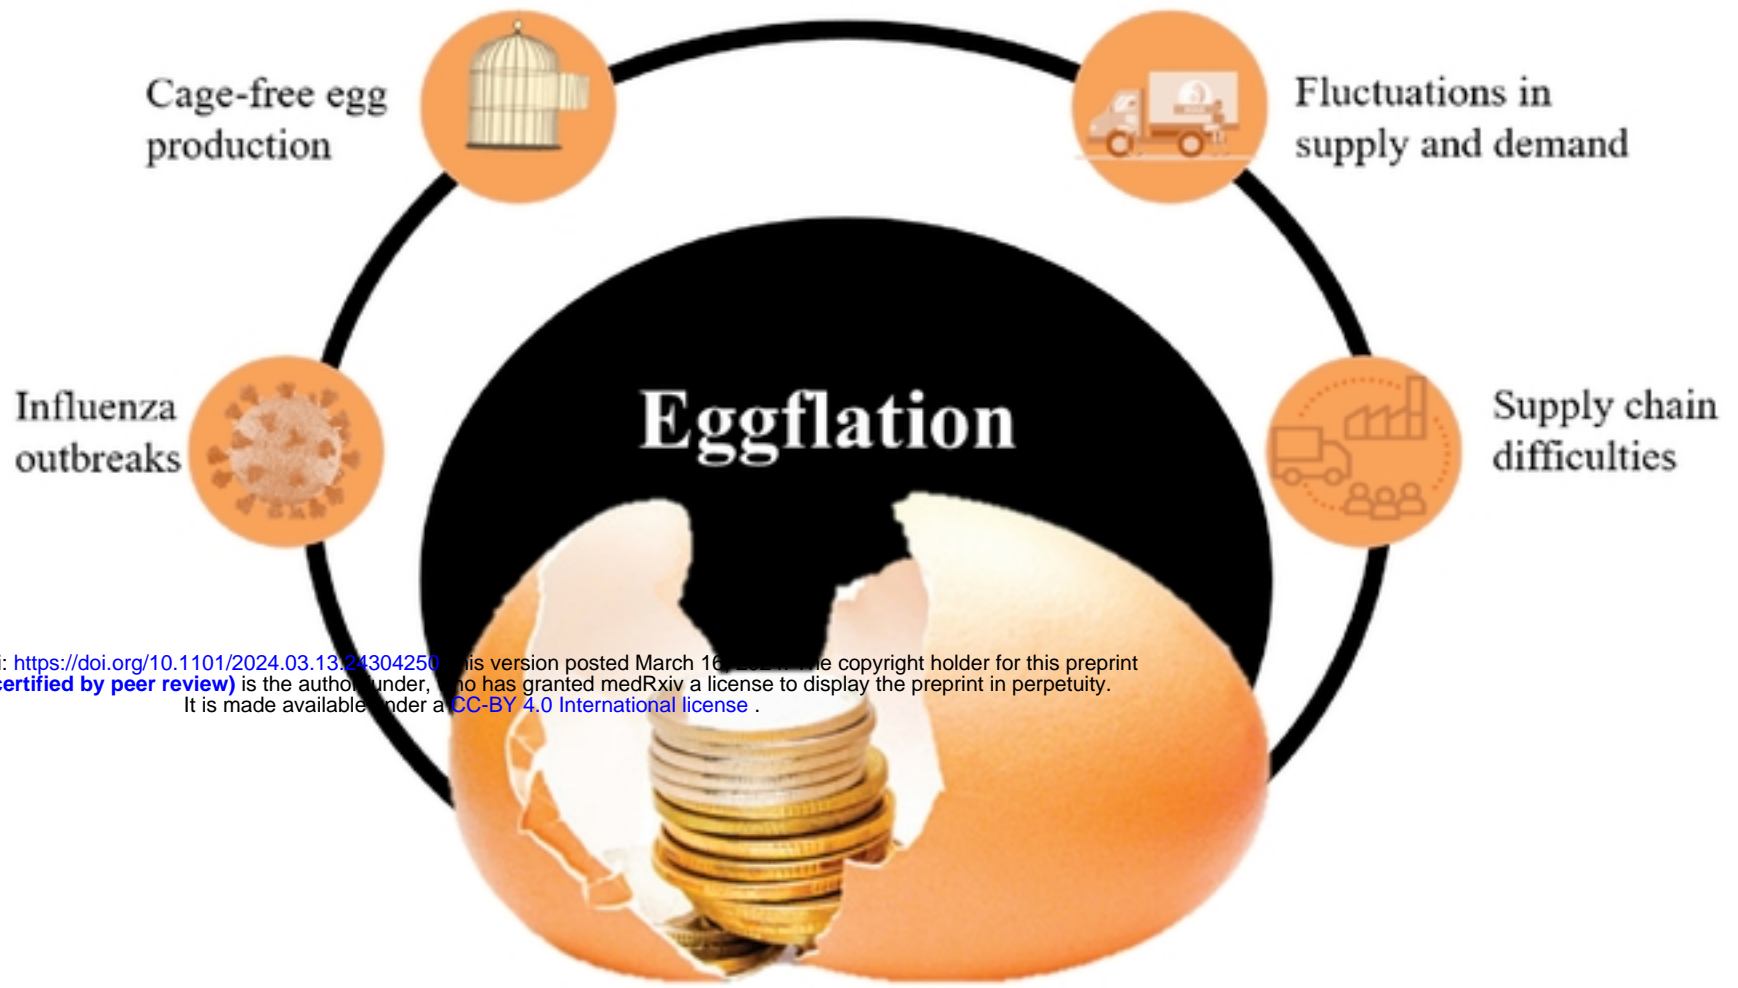 Cage-free egg
production
Fluctuations in
supply and demand
Influenza
outbreaks
Eggflation
Supply chain
difficulties
https://doi.org/10.1101/2024.03.13.24304250 version posted March 16, copyright holder for this preprint
certified by peer review) is the author/funder, who has granted medRxiv a license to display the preprint in perpetuity.
It is made available under a CC-BY 4.0 International license .